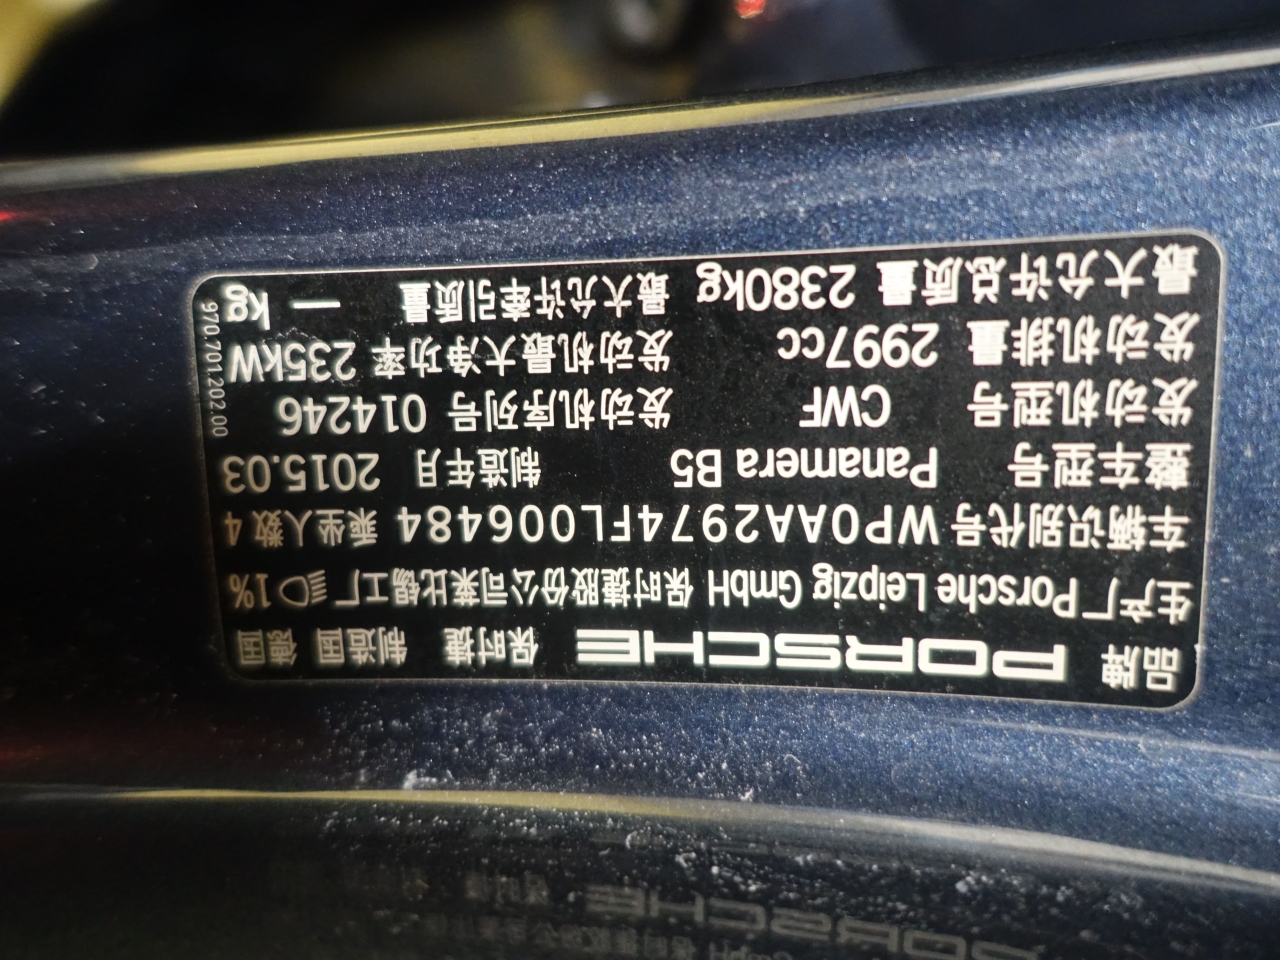 品牌 PORSCHE 保时捷 制造国 德国
生产厂 Porsche Leipzig GmbH 保时捷股份公司莱比锡工厂 1%
车辆识别代号 WP0AA2974FL006484 乘坐人数 4
整车型号 Panamera B5 制造年月 2015.03
发动机型号 CWF 发动机序列号 014246
发动机排量 2997cc 发动机最大净功率 235kW
最大允许总质量 2380kg 最大允许牵引质量 — kg
970.701.202.00